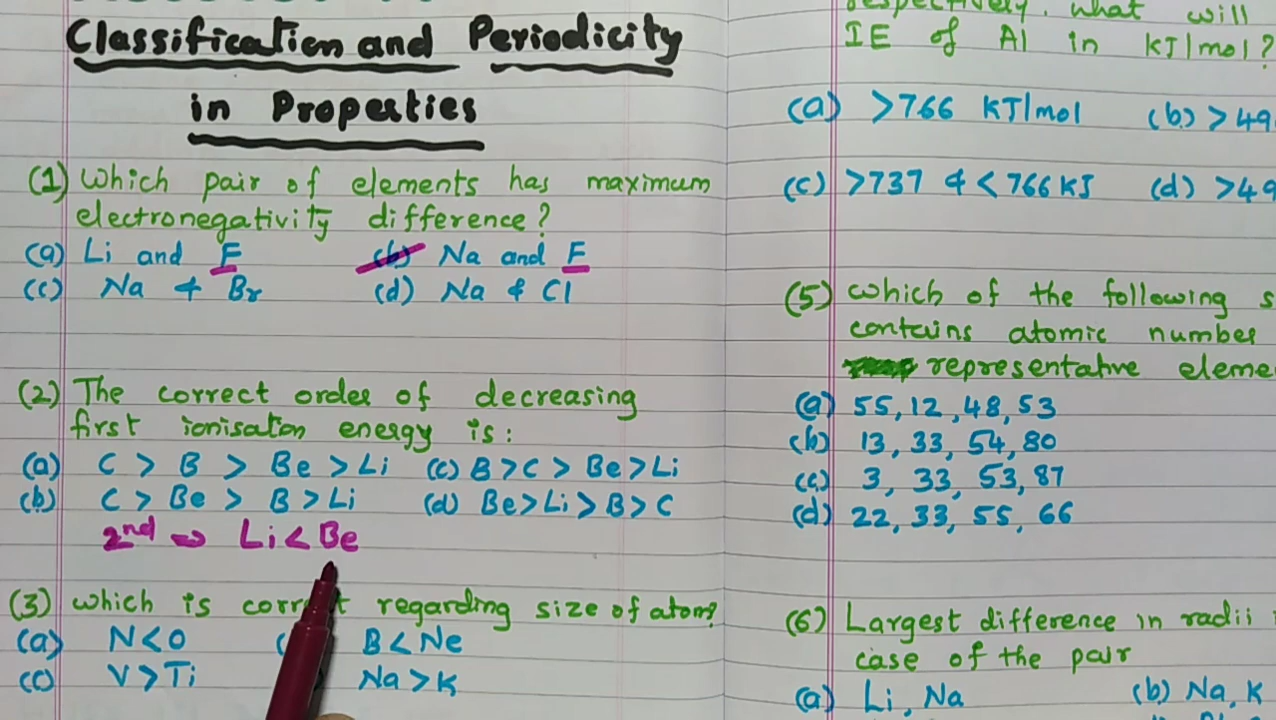 Classification and Periodicity
in Properties
(1) Which pair of elements has maximum
electronegativity difference?
(a) Li and F (b) Na and F
(c) Na & Br (d) Na & Cl
(2) The correct order of decreasing
first ionisation energy is:
(a) C > B > Be > Li (c) B > C > Be > Li
(b) C > Be > B > Li (d) Be > Li > B > C
2nd ⇒ Li < Be
(3) which is regarding size of atom?
(a) N < O B < Ne
(c) V > Ti Na > K
respectively. what will
IE of Al in kJ/mol?
(a) >766 kJ/mol (b) >49
(c) >737 & < 766 KJ (d) >49
(5) which of the following s
contains atomic number
representative eleme
(a) 55, 12, 48, 53
(b) 13, 33, 54, 80
(c) 3, 33, 53, 87
(d) 22, 33, 55, 66
(6) Largest difference in radii
case of the pair
(a) Li, Na (b) Na, K